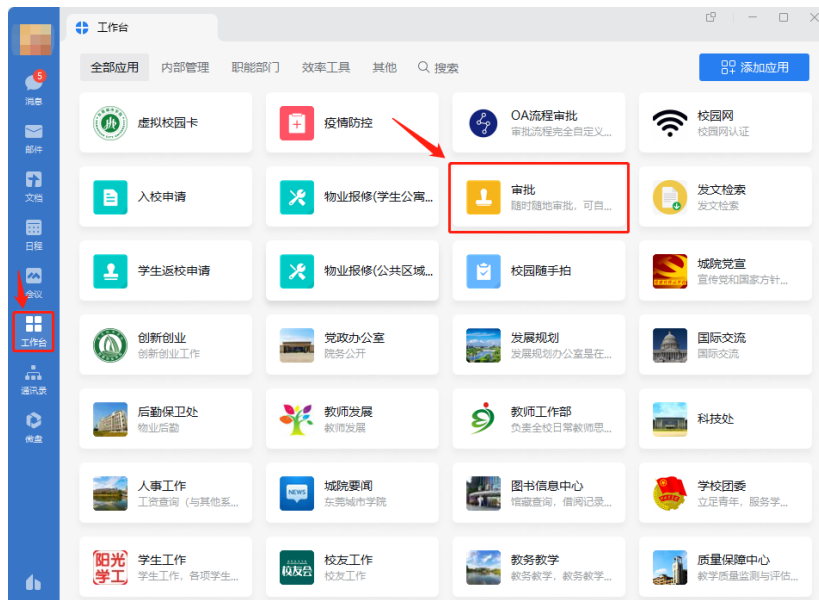 工作台
全部应用 内部管理 职能部门 效率工具 其他 搜索 添加应用
5
消息
邮件
文档
日程
会议
工作台
通讯录
微盘
虚拟校园卡
疫情防控
OA流程审批
审批流程完全自定义...
校园网
校园网认证
入校申请
物业报修(学生公寓...
审批
随时随地审批，可自...
发文检索
发文检索
学生返校申请
物业报修(公共区域...
校园随手拍
城院党宣
宣传党和国家方针...
创新创业
创新创业工作
党政办公室
院务公开
发展规划
发展规划办公室是在...
国际交流
国际交流
后勤保卫处
物业后勤
教师发展
教师发展
教师工作部
负责全校日常教师思...
科技处
人事工作
工资查询（与其他系...
NEWS
城院要闻
东莞城市学院
图书信息中心
馆藏查询，借阅记录...
学校团委
立足青年，服务学...
阳光
学工
学生工作
学生工作，各项学生...
校友会
校友工作
校友工作
教务教学
教务教学，教务教学...
质量保障中心
教学质量监测与评估...